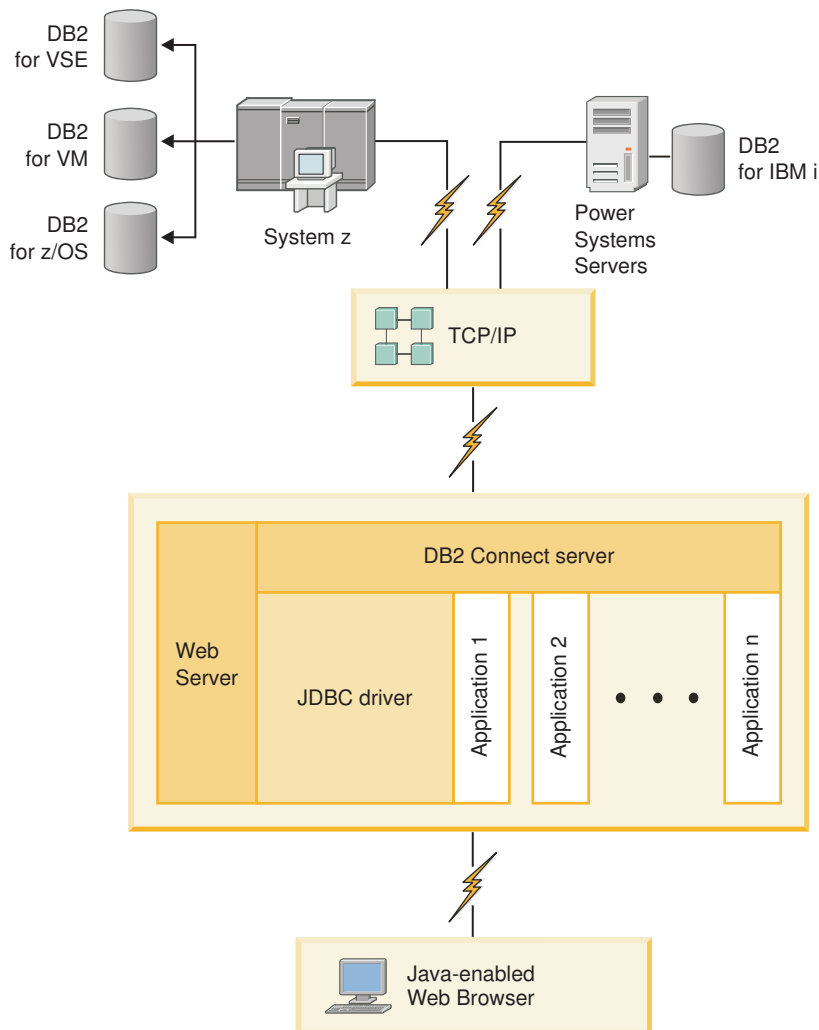 DB2
for VSE
DB2
for VM
DB2
for z/OS
System z
Power
Systems
Servers
DB2
for IBM i
TCP/IP
DB2 Connect server
Web
Server
JDBC driver
Application 1
Application 2
Application n
Java-enabled
Web Browser